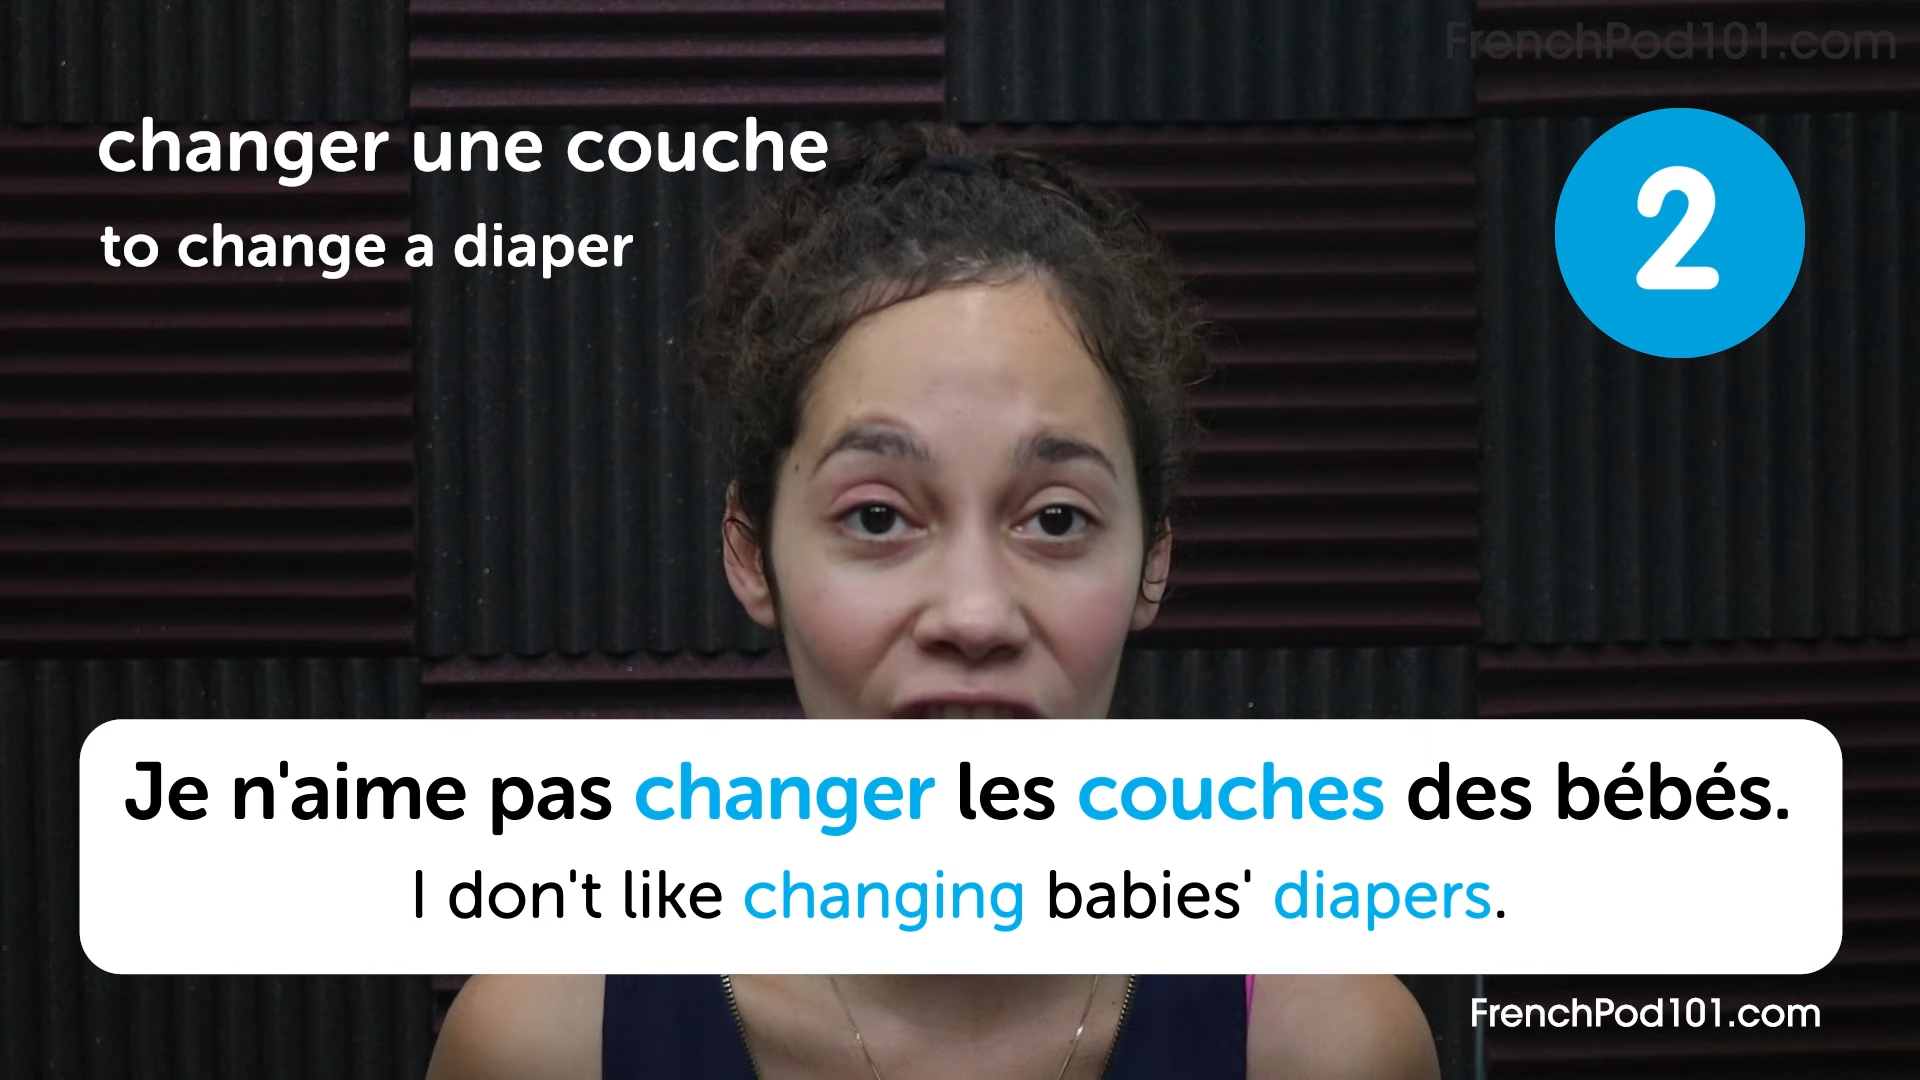 FrenchPod101.com
changer une couche
to change a diaper
2
Je n'aime pas changer les couches des bébés.
I don't like changing babies' diapers.
FrenchPod101.com